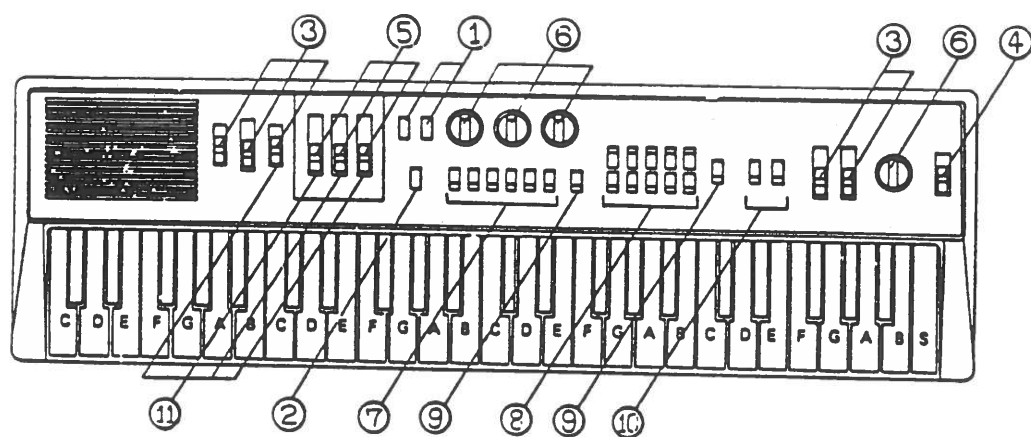 ③ ⑤ ① ⑥ ③ ⑥ ④
C D E F G A B C D E F G A B C D E F G A B C D E F G A B S
⑪ ② ⑦ ⑨ ⑧ ⑨ ⑩